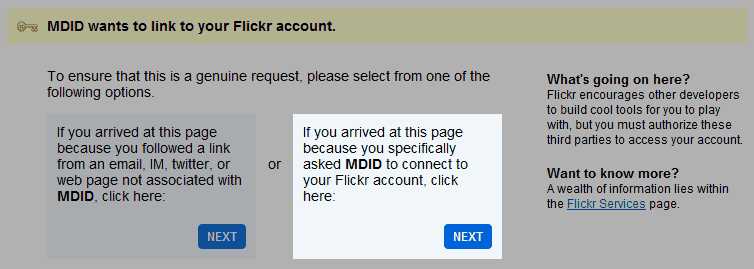 MDID wants to link to your Flickr account.
To ensure that this is a genuine request, please select from one of the
following options.
If you arrived at this page
because you followed a link
from an email, IM, twitter, or
web page not associated with
MDID, click here:
NEXT
or
If you arrived at this page
because you specifically
asked MDID to connect to
your Flickr account, click
here:
NEXT
What's going on here?
Flickr encourages other developers
to build cool tools for you to play
with, but you must authorize these
third parties to access your account.
Want to know more?
A wealth of information lies within
the Flickr Services page.